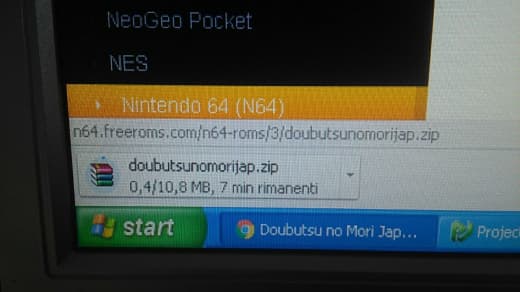 NeoGeo Pocket
NES
Nintendo 64 (N64)
n64.freeroms.com/n64-roms/3/doubutsunomorijap.zip
doubutsunomorijap.zip
0,4/10,8 MB, 7 min rimanenti
start
Doubutsu no Mori Jap...
Project